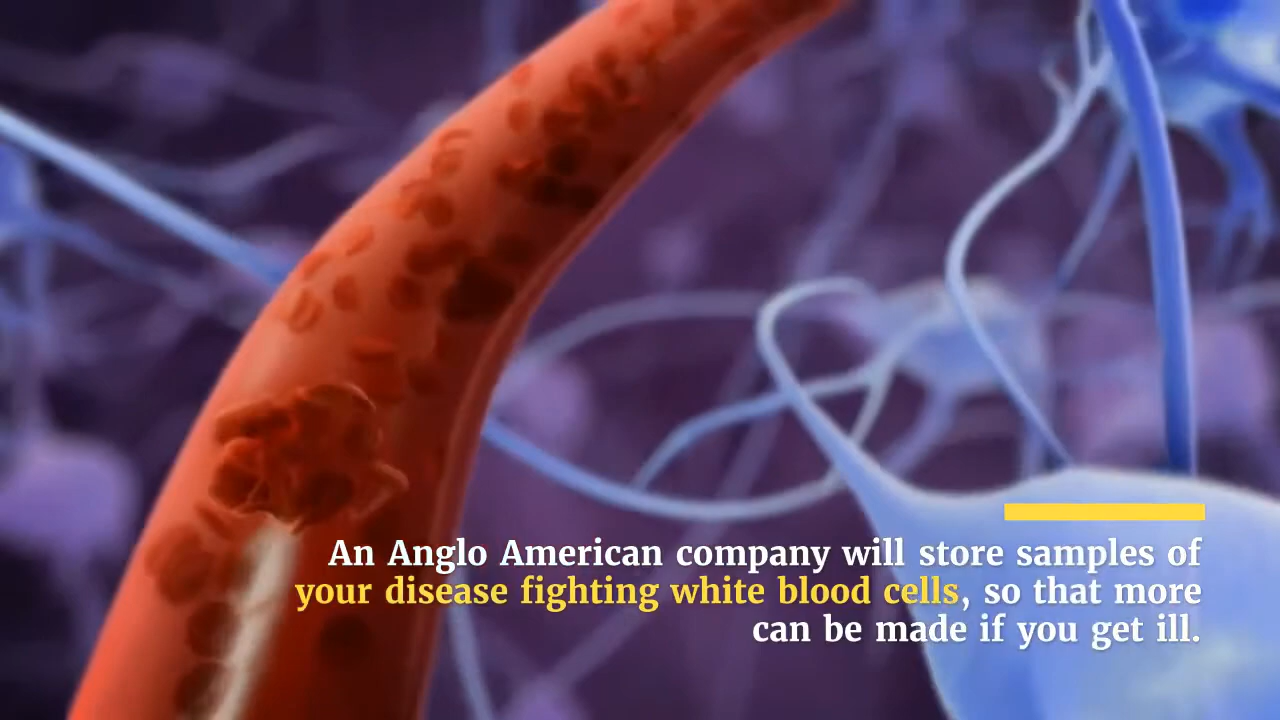 An Anglo American company will store samples of
your disease fighting white blood cells, so that more
can be made if you get ill.